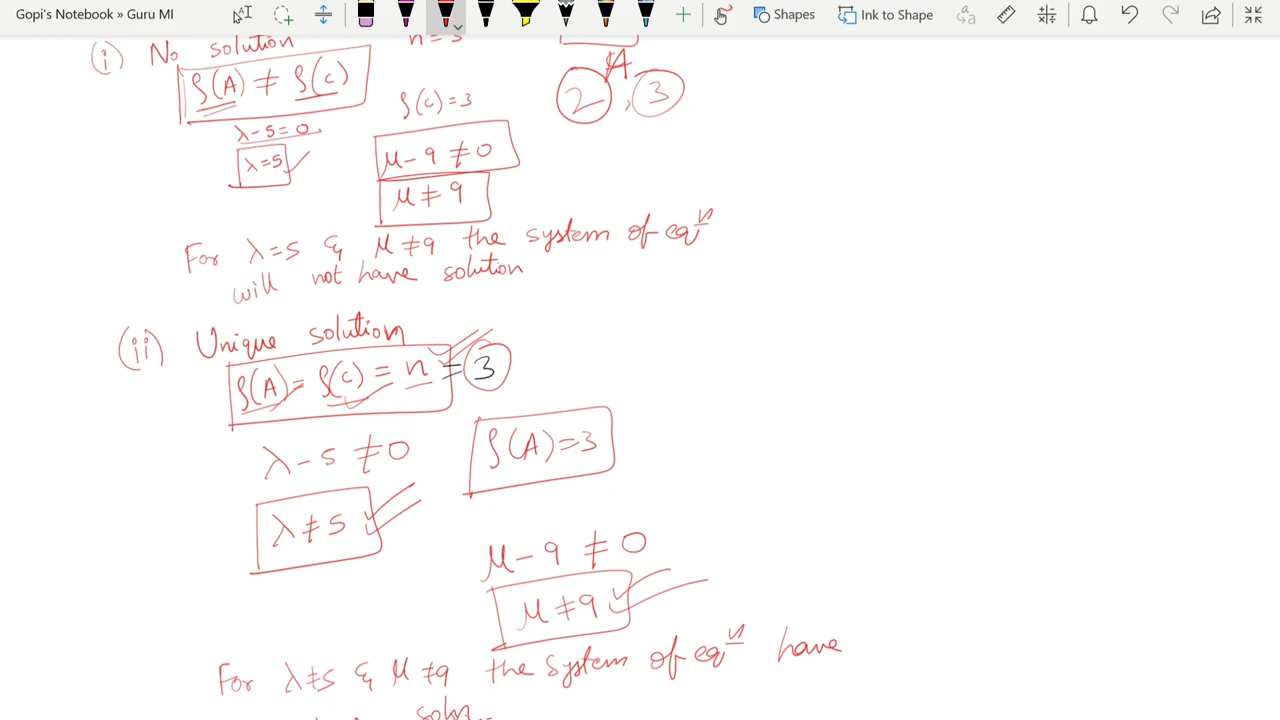 Gopi's Notebook » Guru MI
Shapes
Ink to Shape
(i) No solution
n = 3
ρ(A) ≠ ρ(C)
A
2, 3
ρ(C)=3
λ-5=0
λ=5
μ-9 ≠0
μ ≠ 9
For λ=5 & μ ≠9 the system of eqⁿ
will not have solution
(ii) Unique solution
ρ(A)= ρ(C) = n = 3
λ-5 ≠0
ρ(A)=3
λ≠5
μ-9 ≠ 0
μ ≠9
For λ≠5 & μ ≠9 the system of eqⁿ have
soln